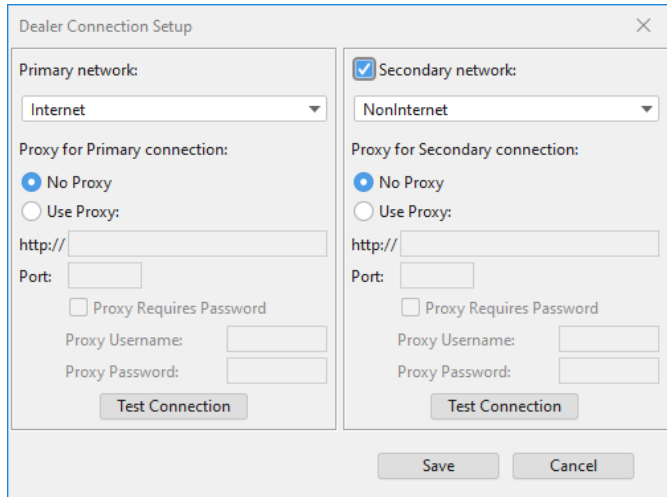 Dealer Connection Setup
Primary network:
Internet
Proxy for Primary connection:
No Proxy
Use Proxy:
http://
Port:
Proxy Requires Password
Proxy Username:
Proxy Password:
Test Connection
Secondary network:
NonInternet
Proxy for Secondary connection:
No Proxy
Use Proxy:
http://
Port:
Proxy Requires Password
Proxy Username:
Proxy Password:
Test Connection
Save
Cancel